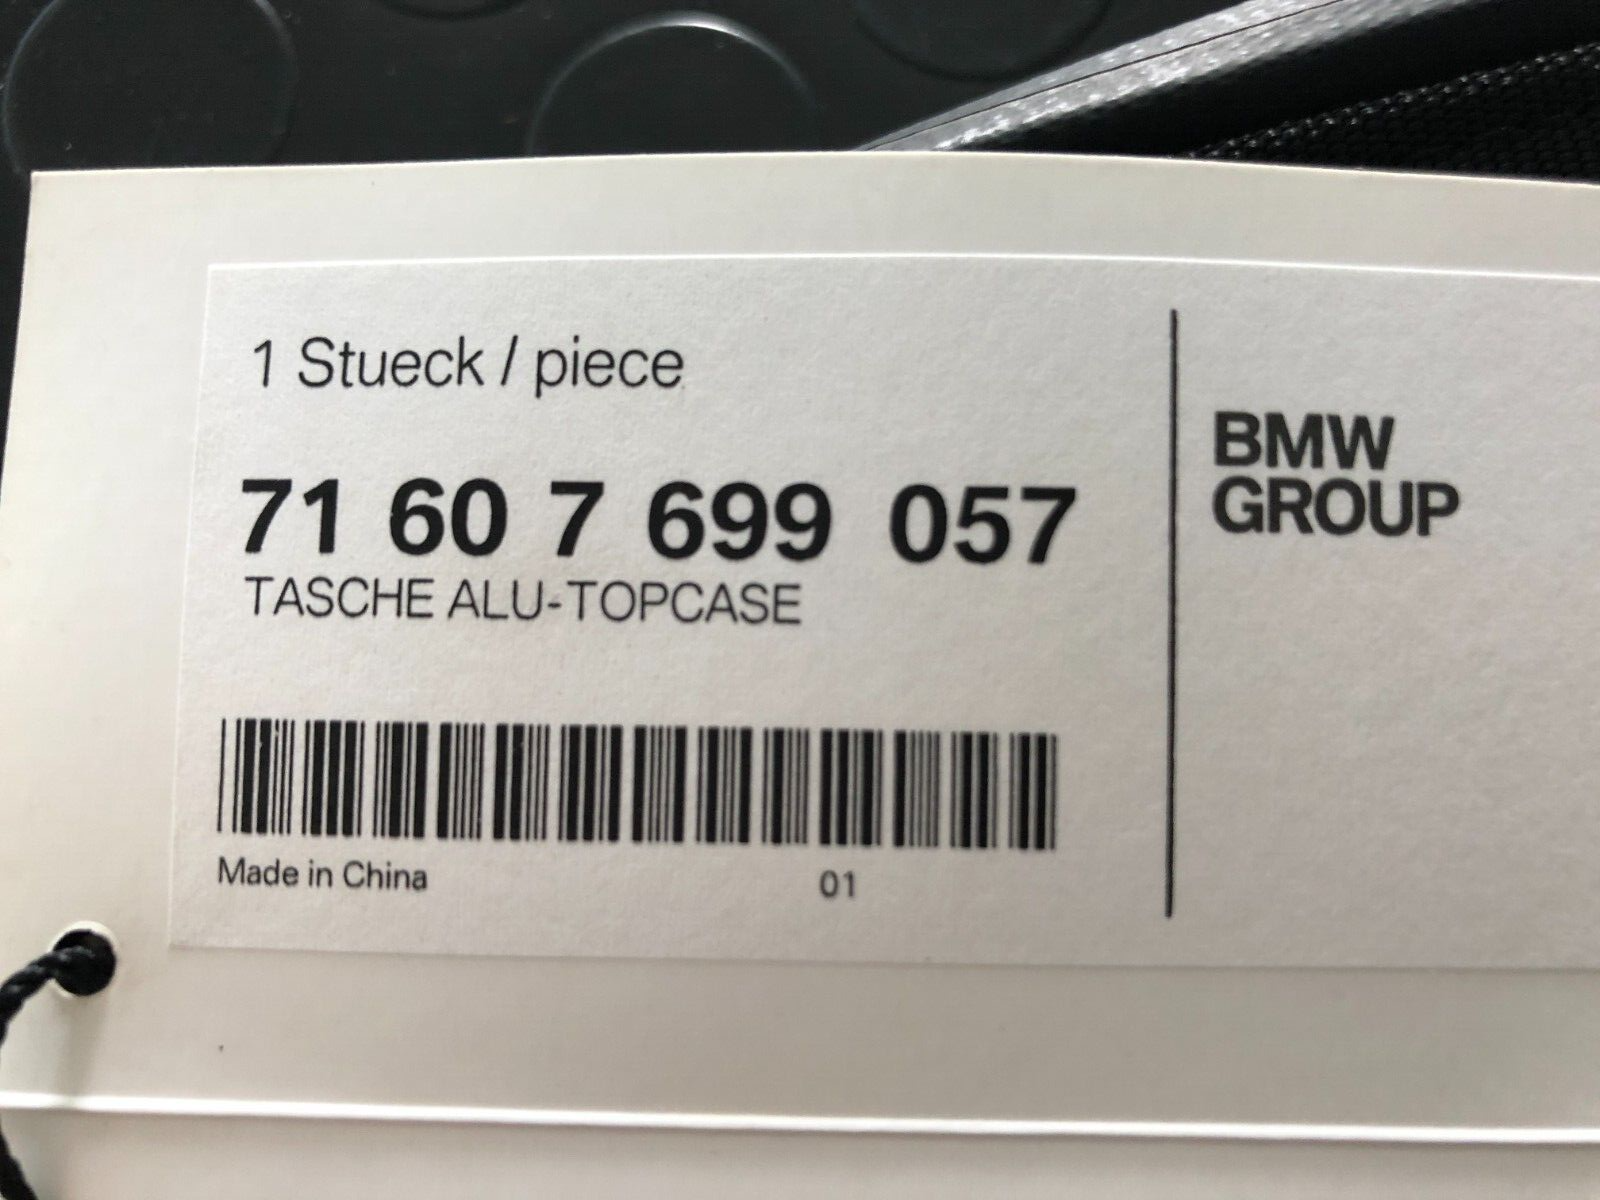 1 Stueck / piece
71 60 7 699 057
TASCHE ALU-TOPCASE
Made in China
01
BMW
GROUP